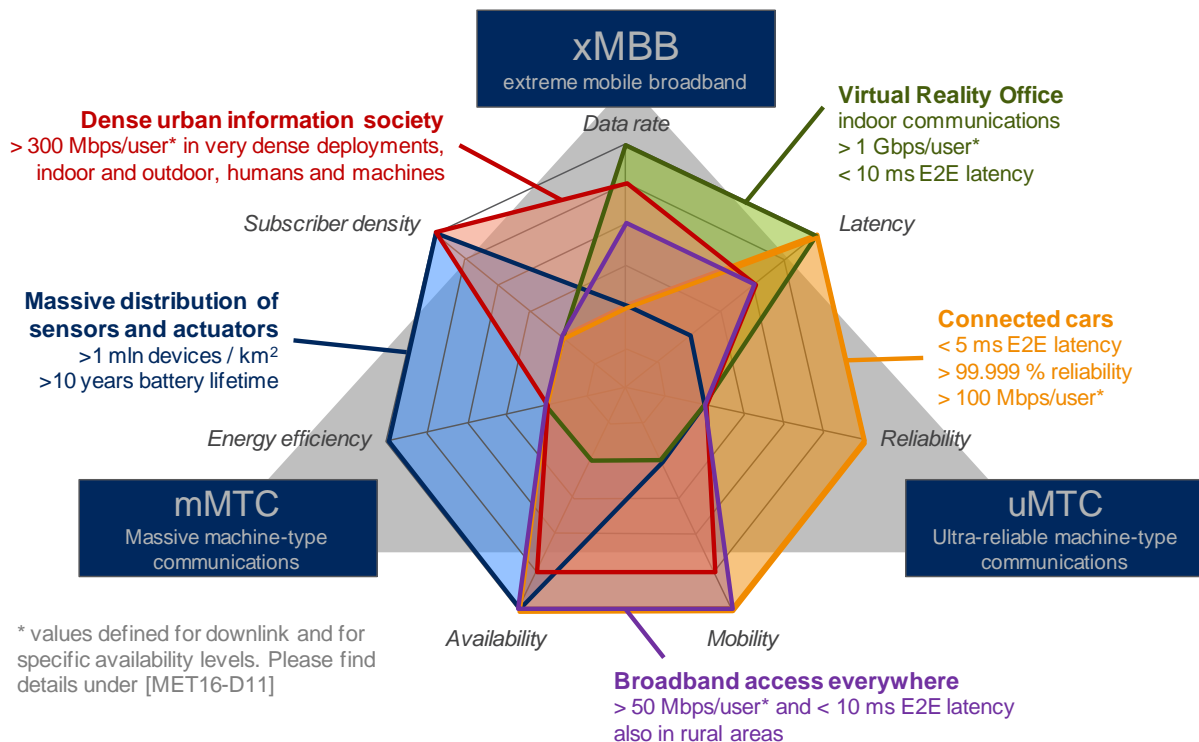 xMBB
extreme mobile broadband
Dense urban information society
> 300 Mbps/user* in very dense deployments,
indoor and outdoor, humans and machines
Data rate
Virtual Reality Office
indoor communications
> 1 Gbps/user*
< 10 ms E2E latency
Subscriber density
Latency
Massive distribution of
sensors and actuators
>1 mln devices / km²
>10 years battery lifetime
Connected cars
< 5 ms E2E latency
> 99.999 % reliability
> 100 Mbps/user*
Energy efficiency
Reliability
mMTC
Massive machine-type
communications
uMTC
Ultra-reliable machine-type
communications
Availability
Mobility
* values defined for downlink and for
specific availability levels. Please find
details under [MET16-D11]
Broadband access everywhere
> 50 Mbps/user* and < 10 ms E2E latency
also in rural areas